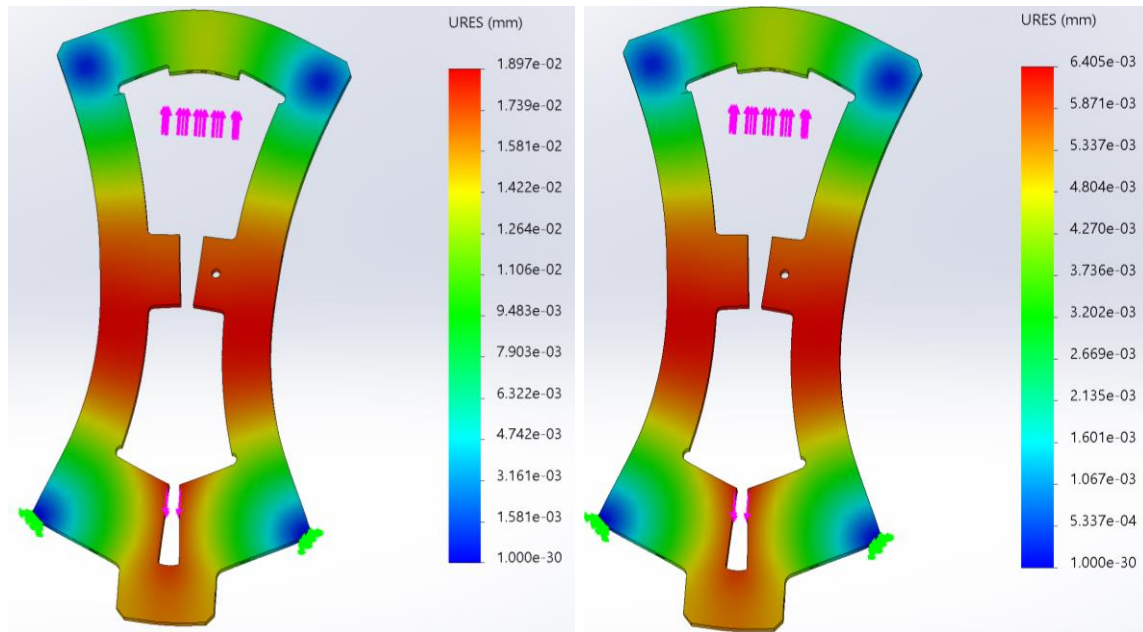 URES (mm)
1.897e-02
1.739e-02
1.581e-02
1.422e-02
1.264e-02
1.106e-02
9.483e-03
7.903e-03
6.322e-03
4.742e-03
3.161e-03
1.581e-03
1.000e-30
URES (mm)
6.405e-03
5.871e-03
5.337e-03
4.804e-03
4.270e-03
3.736e-03
3.202e-03
2.669e-03
2.135e-03
1.601e-03
1.067e-03
5.337e-04
1.000e-30